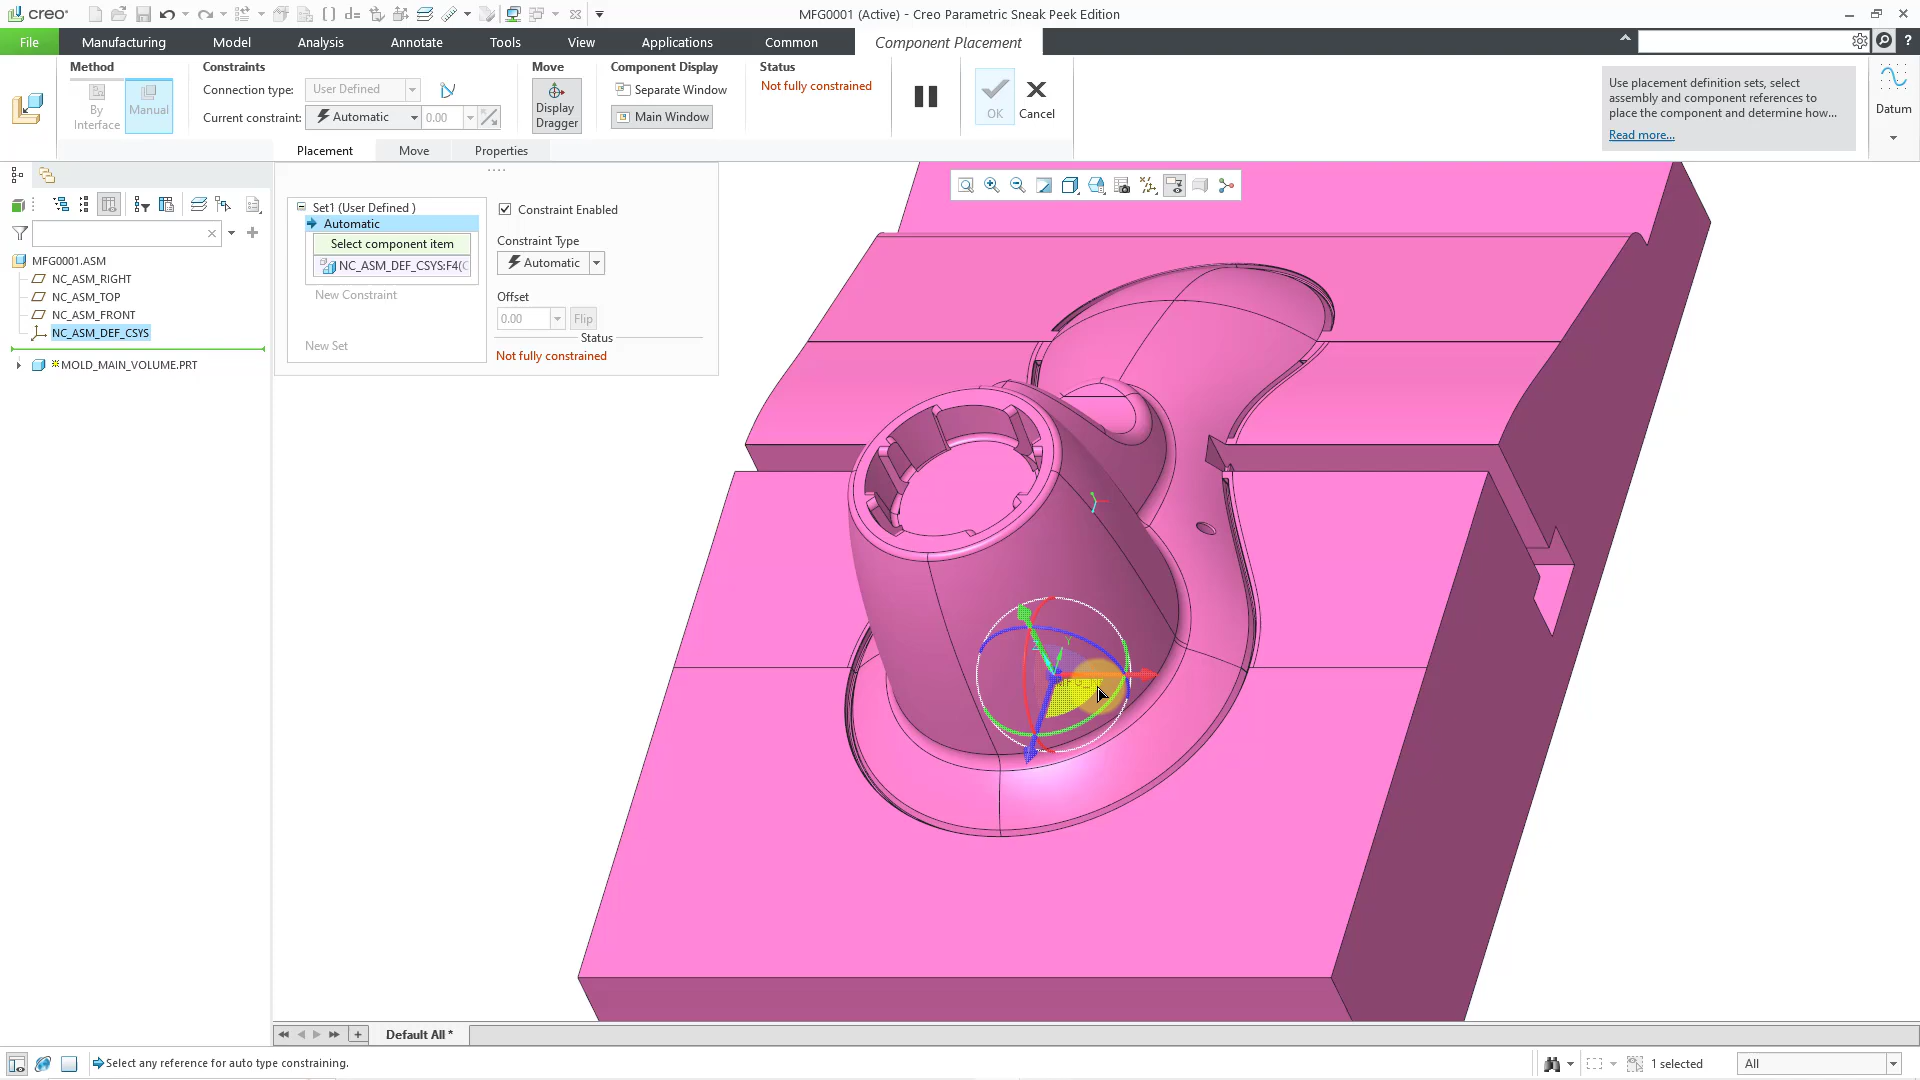 creo
MFG0001 (Active) - Creo Parametric Sneak Peek Edition
File
Manufacturing
Model
Analysis
Annotate
Tools
View
Applications
Common
Component Placement
Method
By Interface
Manual
Constraints
Connection type:
User Defined
Current constraint:
Automatic
0.00
Move
Display Dragger
Component Display
Separate Window
Main Window
Status
Not fully constrained
OK
Cancel
Use placement definition sets, select
assembly and component references to
place the component and determine how...
Read more...
Datum
Placement
Move
Properties
MFG0001.ASM
NC_ASM_RIGHT
NC_ASM_TOP
NC_ASM_FRONT
NC_ASM_DEF_CSYS
MOLD_MAIN_VOLUME.PRT
Set1 (User Defined )
Automatic
Select component item
NC_ASM_DEF_CSYS:F4(C
New Constraint
New Set
Constraint Enabled
Constraint Type
Automatic
Offset
0.00
Flip
Status
Not fully constrained
Y
Z
Default All *
Select any reference for auto type constraining.
1 selected
All